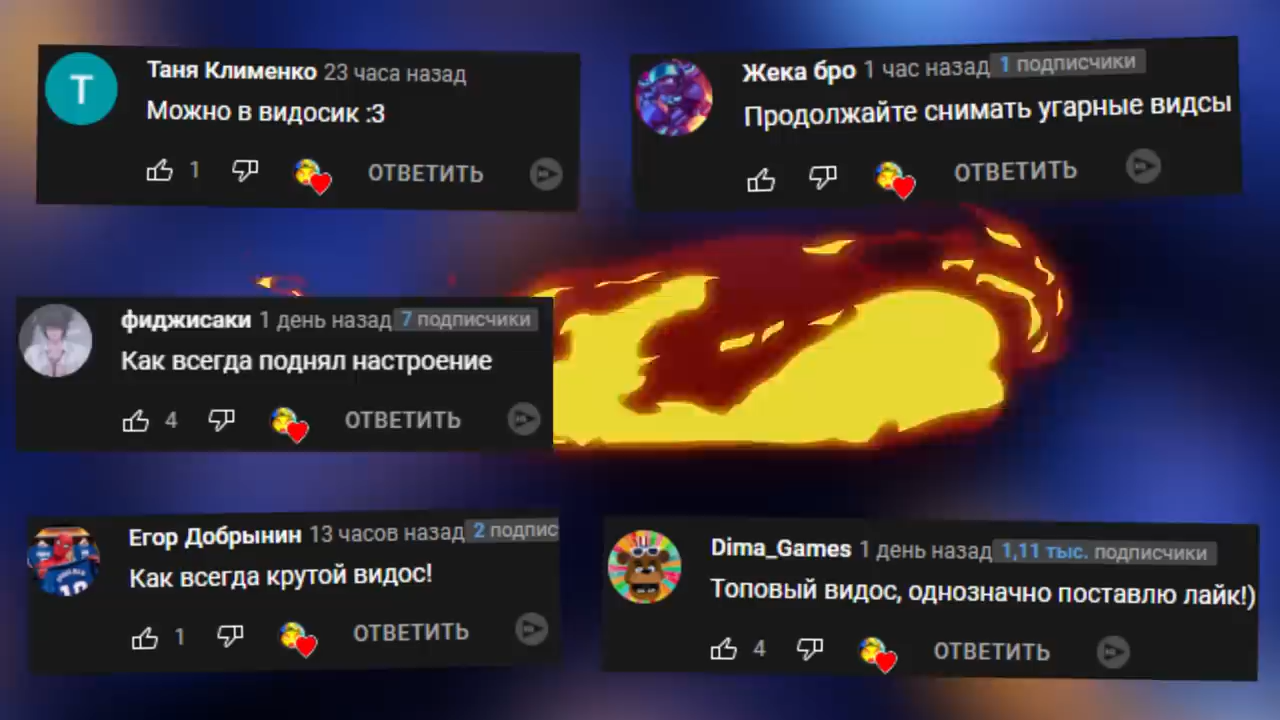 Т
Таня Клименко 23 часа назад
Можно в видосик :3
1 ОТВЕТИТЬ
Жека бро 1 час назад 1 подписчики
Продолжайте снимать угарные видсы
ОТВЕТИТЬ
фиджисаки 1 день назад 7 подписчики
Как всегда поднял настроение
4 ОТВЕТИТЬ
Егор Добрынин 13 часов назад 2 подпис
Как всегда крутой видос!
1 ОТВЕТИТЬ
Dima_Games 1 день назад 1,11 тыс. подписчики
Топовый видос, однозначно поставлю лайк!)
4 ОТВЕТИТЬ